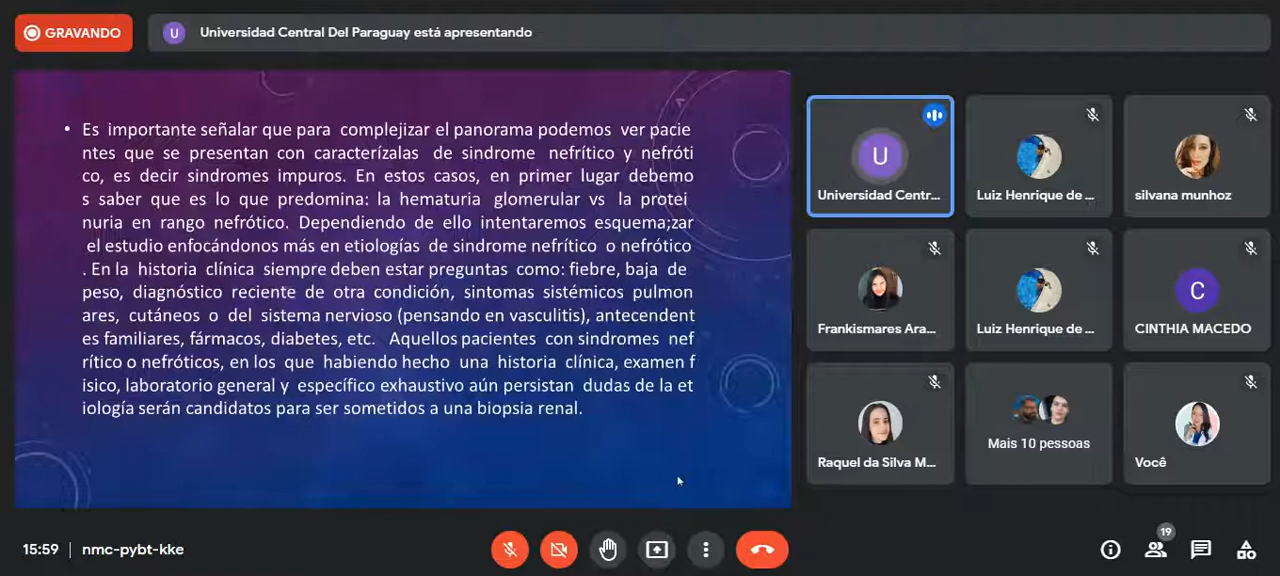 GRAVANDO
U
Universidad Central Del Paraguay está apresentando
• Es importante señalar que para complejizar el panorama podemos ver pacie
ntes que se presentan con caracterízalas de sindrome nefrítico y nefróti
co, es decir sindromes impuros. En estos casos, en primer lugar debemo
s saber que es lo que predomina: la hematuria glomerular vs la protei
nuria en rango nefrótico. Dependiendo de ello intentaremos esquema;zar
el estudio enfocándonos más en etiologías de sindrome nefrítico o nefrótico
. En la historia clínica siempre deben estar preguntas como: fiebre, baja de
peso, diagnóstico reciente de otra condición, sintomas sistémicos pulmon
ares, cutáneos o del sistema nervioso (pensando en vasculitis), antecendent
es familiares, fármacos, diabetes, etc. Aquellos pacientes con sindromes nef
rítico o nefróticos, en los que habiendo hecho una historia clínica, examen f
isico, laboratorio general y específico exhaustivo aún persistan dudas de la et
iología serán candidatos para ser sometidos a una biopsia renal.
U
Universidad Centr...
Luiz Henrique de ...
silvana munhoz
Frankismares Ara...
Luiz Henrique de ...
C
CINTHIA MACEDO
Raquel da Silva M...
Mais 10 pessoas
Você
15:59 | nmc-pybt-kke
19